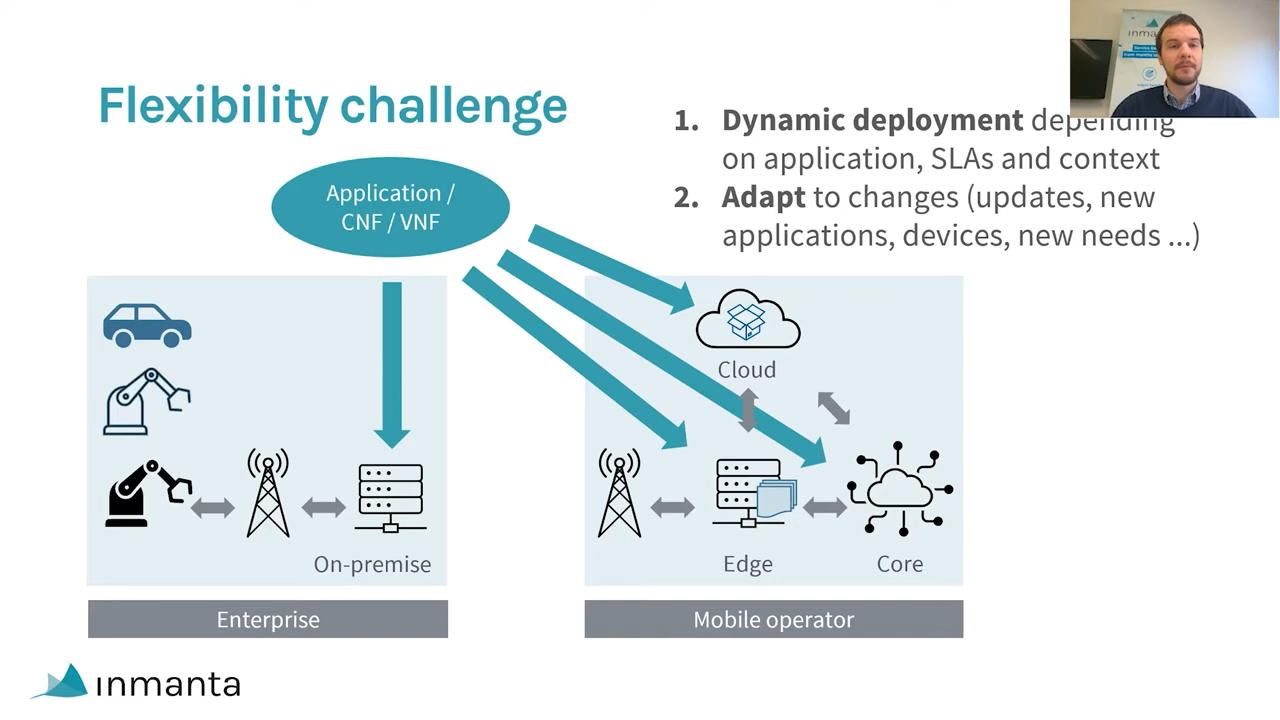 Flexibility challenge
1. Dynamic deployment depending
on application, SLAs and context
2. Adapt to changes (updates, new
applications, devices, new needs ...)
Application /
CNF / VNF
Cloud
On-premise
Edge
Core
Enterprise
Mobile operator
inmanta